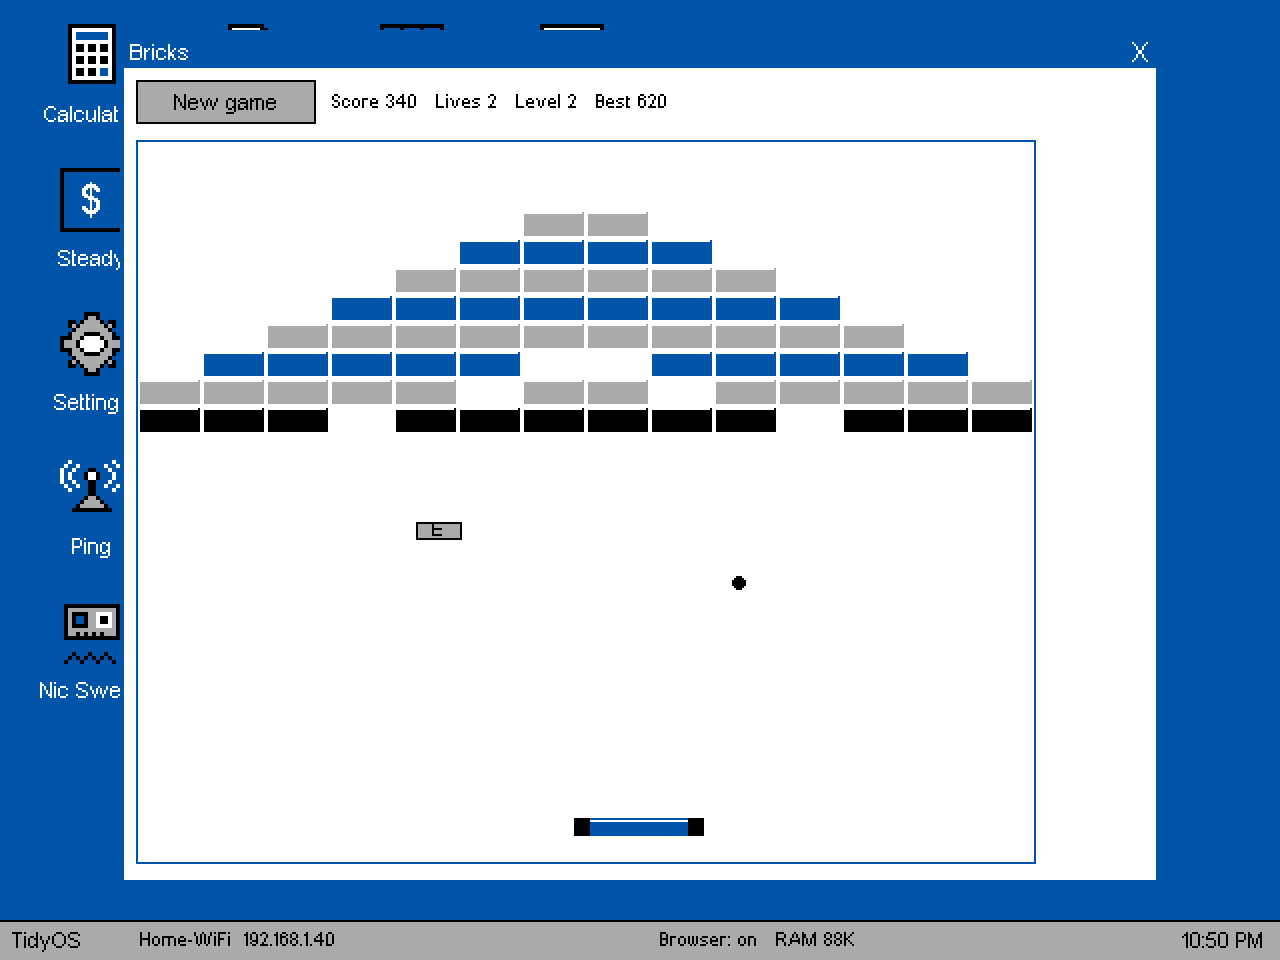 Bricks X
New game Score 340 Lives 2 Level 2 Best 620
Calculat
$
Steady
Setting
E
Ping
Nic Swe
TidyOS Home-WiFi 192.168.1.40 Browser: on RAM 88K 10:50 PM